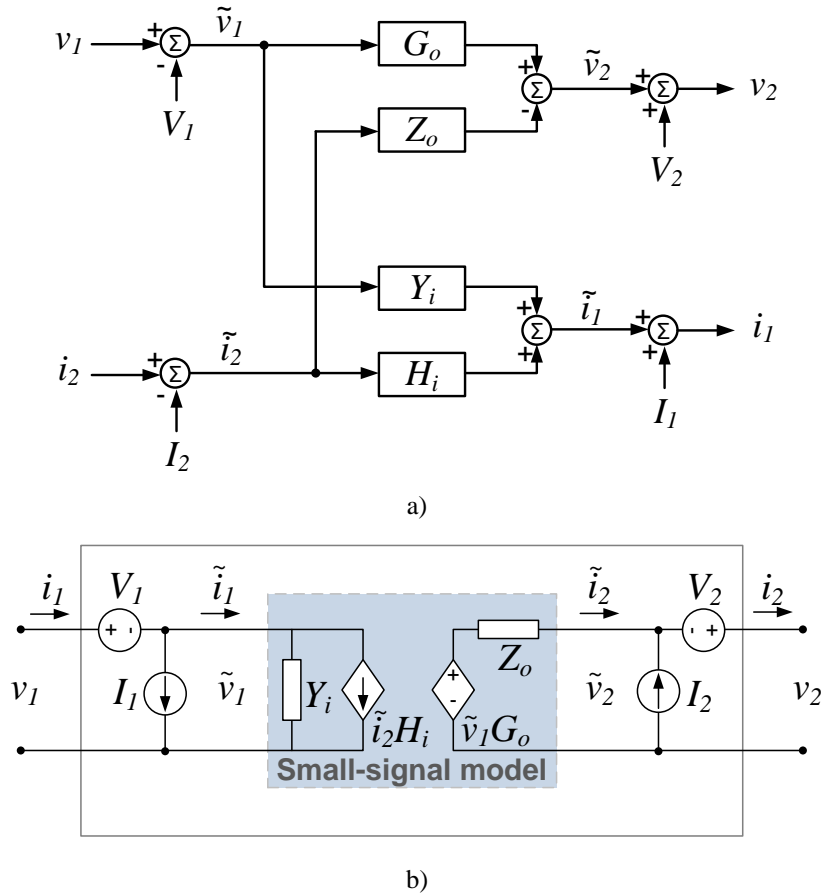 v1 + Σ ṽ1 Go + Σ ṽ2 + Σ v2
- - +
V1 Zo V2
Yi + Σ ĩ1 + Σ i1
+ +
i2 + Σ ĩ2 Hi I1
-
I2
a)
i1 V1 ĩ1 ĩ2 V2 i2
+ - + Zo - +
v1 I1 ṽ1 Yi ĩ2Hi - ṽ1Go ṽ2 I2 v2
Small-signal model
b)